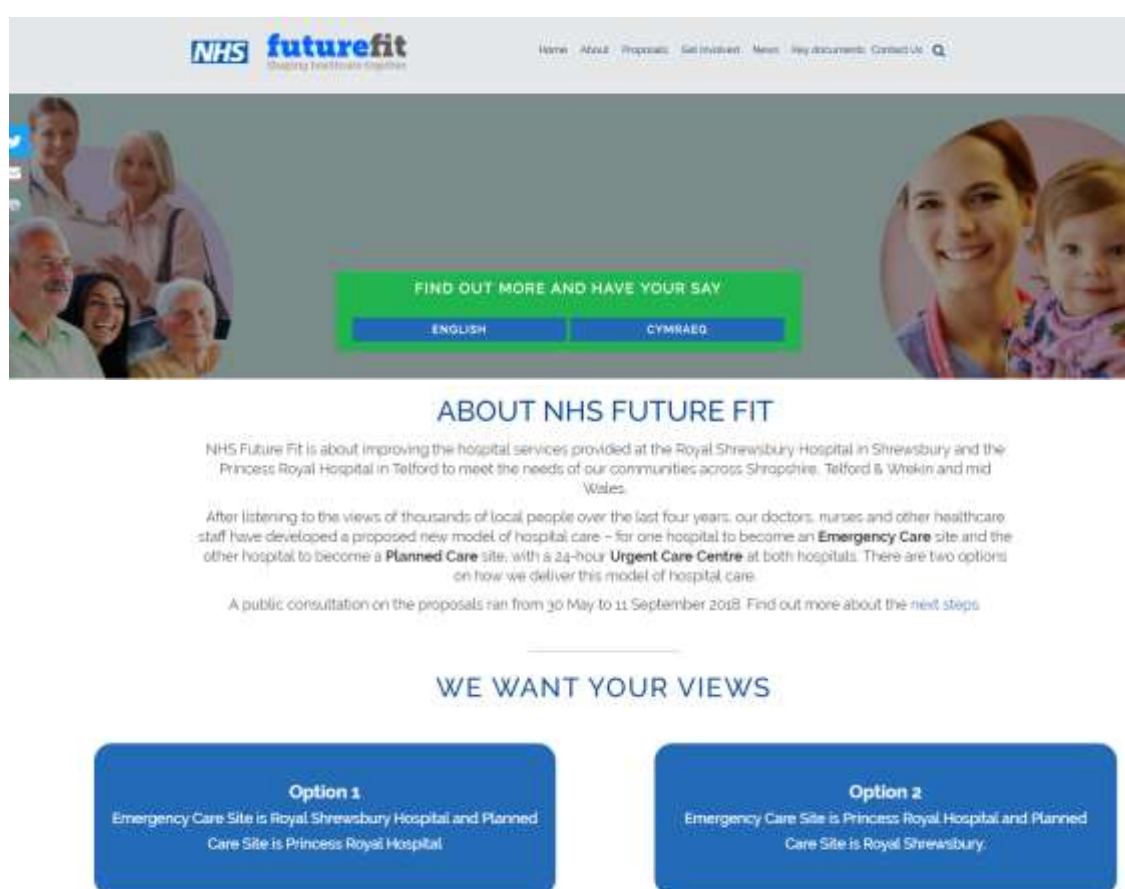 NHS futurefit
Shaping healthcare together
Home About Proposals Get Involved News Key documents Contact Us
FIND OUT MORE AND HAVE YOUR SAY
ENGLISH CYMRAEG
ABOUT NHS FUTURE FIT
NHS Future Fit is about improving the hospital services provided at the Royal Shrewsbury Hospital in Shrewsbury and the
Princess Royal Hospital in Telford to meet the needs of our communities across Shropshire, Telford & Wrekin and mid
Wales.
After listening to the views of thousands of local people over the last four years, our doctors, nurses and other healthcare
staff have developed a proposed new model of hospital care – for one hospital to become an Emergency Care site and the
other hospital to become a Planned Care site, with a 24-hour Urgent Care Centre at both hospitals. There are two options
on how we deliver this model of hospital care.
A public consultation on the proposals ran from 30 May to 11 September 2018. Find out more about the next steps.
WE WANT YOUR VIEWS
Option 1
Emergency Care Site is Royal Shrewsbury Hospital and Planned
Care Site is Princess Royal Hospital
Option 2
Emergency Care Site is Princess Royal Hospital and Planned
Care Site is Royal Shrewsbury.